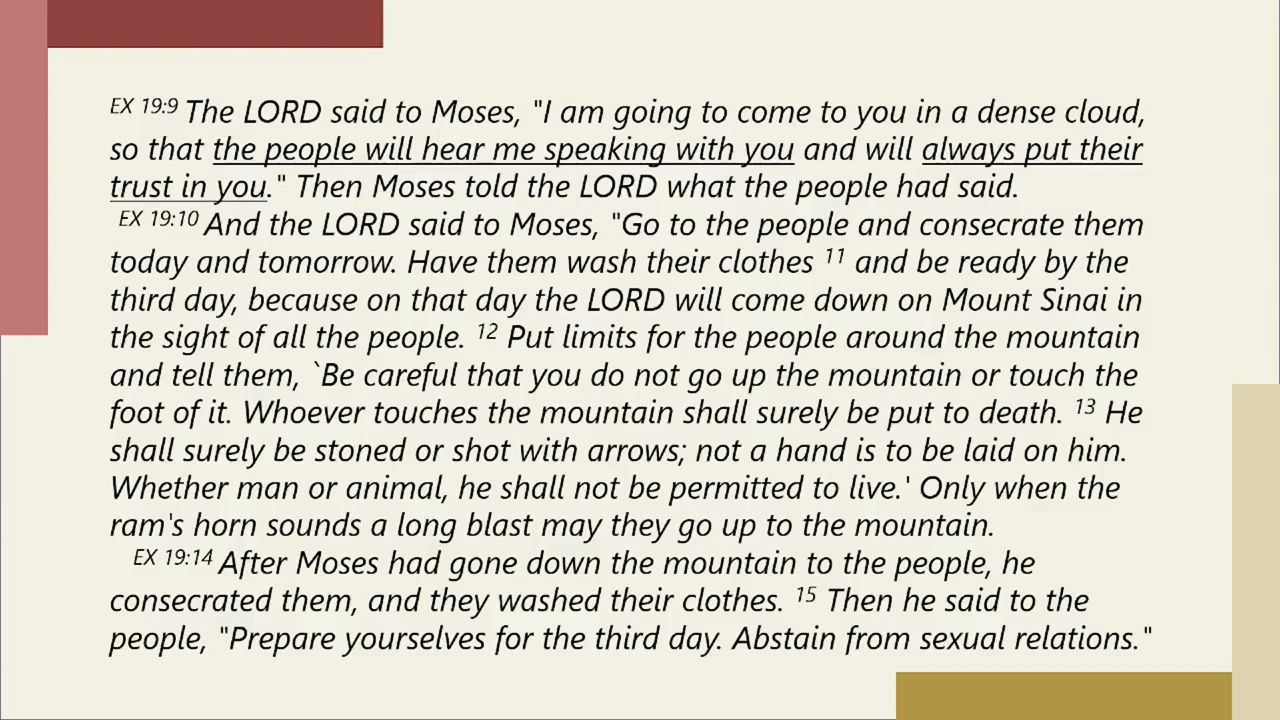 EX 19:9 The LORD said to Moses, "I am going to come to you in a dense cloud,
so that the people will hear me speaking with you and will always put their
trust in you." Then Moses told the LORD what the people had said.
EX 19:10 And the LORD said to Moses, "Go to the people and consecrate them
today and tomorrow. Have them wash their clothes 11 and be ready by the
third day, because on that day the LORD will come down on Mount Sinai in
the sight of all the people. 12 Put limits for the people around the mountain
and tell them, `Be careful that you do not go up the mountain or touch the
foot of it. Whoever touches the mountain shall surely be put to death. 13 He
shall surely be stoned or shot with arrows; not a hand is to be laid on him.
Whether man or animal, he shall not be permitted to live.' Only when the
ram's horn sounds a long blast may they go up to the mountain.
EX 19:14 After Moses had gone down the mountain to the people, he
consecrated them, and they washed their clothes. 15 Then he said to the
people, "Prepare yourselves for the third day. Abstain from sexual relations."